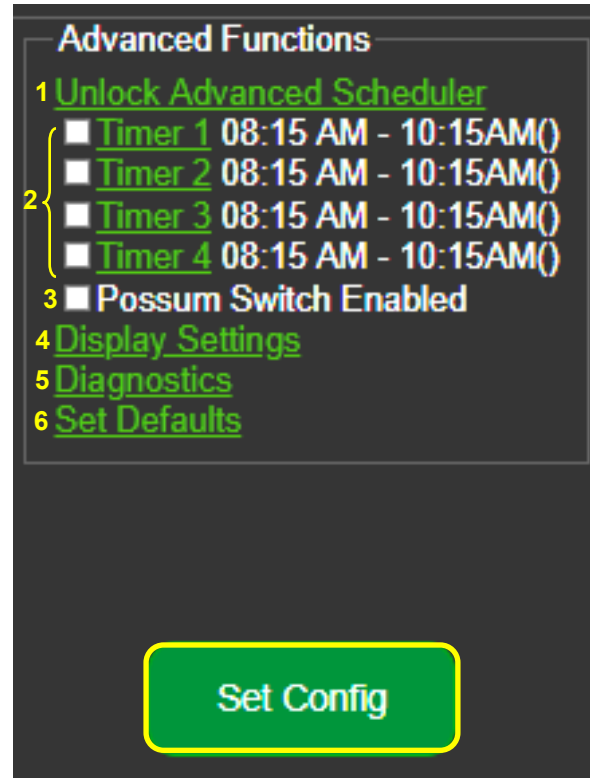 Advanced Functions
1 Unlock Advanced Scheduler
Timer 1 08:15 AM - 10:15AM()
Timer 2 08:15 AM - 10:15AM()
2
Timer 3 08:15 AM - 10:15AM()
Timer 4 08:15 AM - 10:15AM()
3 Possum Switch Enabled
4 Display Settings
5 Diagnostics
6 Set Defaults
Set Config